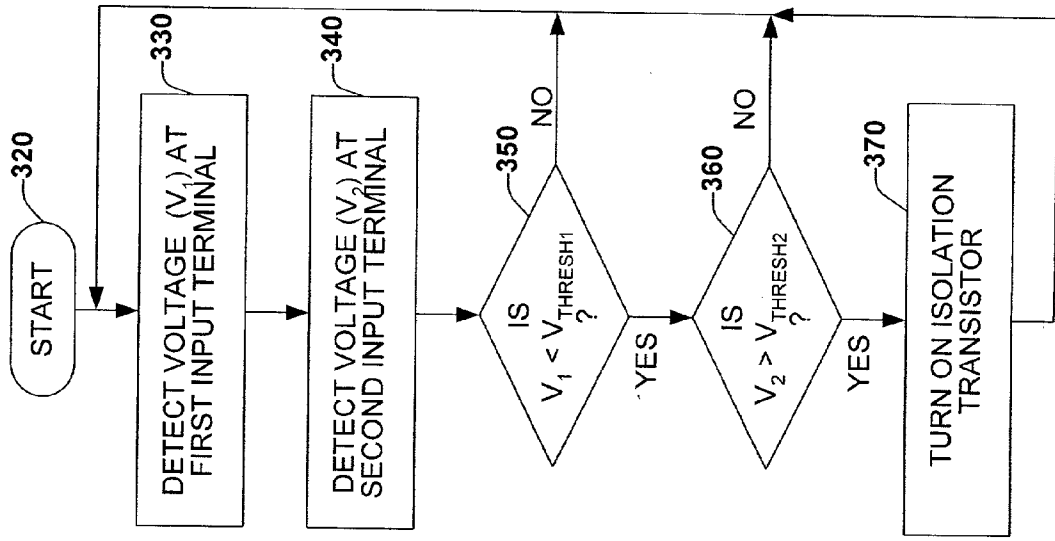 START
320
DETECT VOLTAGE (V1) AT
FIRST INPUT TERMINAL
330
DETECT VOLTAGE (V2) AT
SECOND INPUT TERMINAL
340
IS
V1 < VTHRESH1
?
350
NO
YES
IS
V2 > VTHRESH2
?
360
NO
YES
TURN ON ISOLATION
TRANSISTOR
370